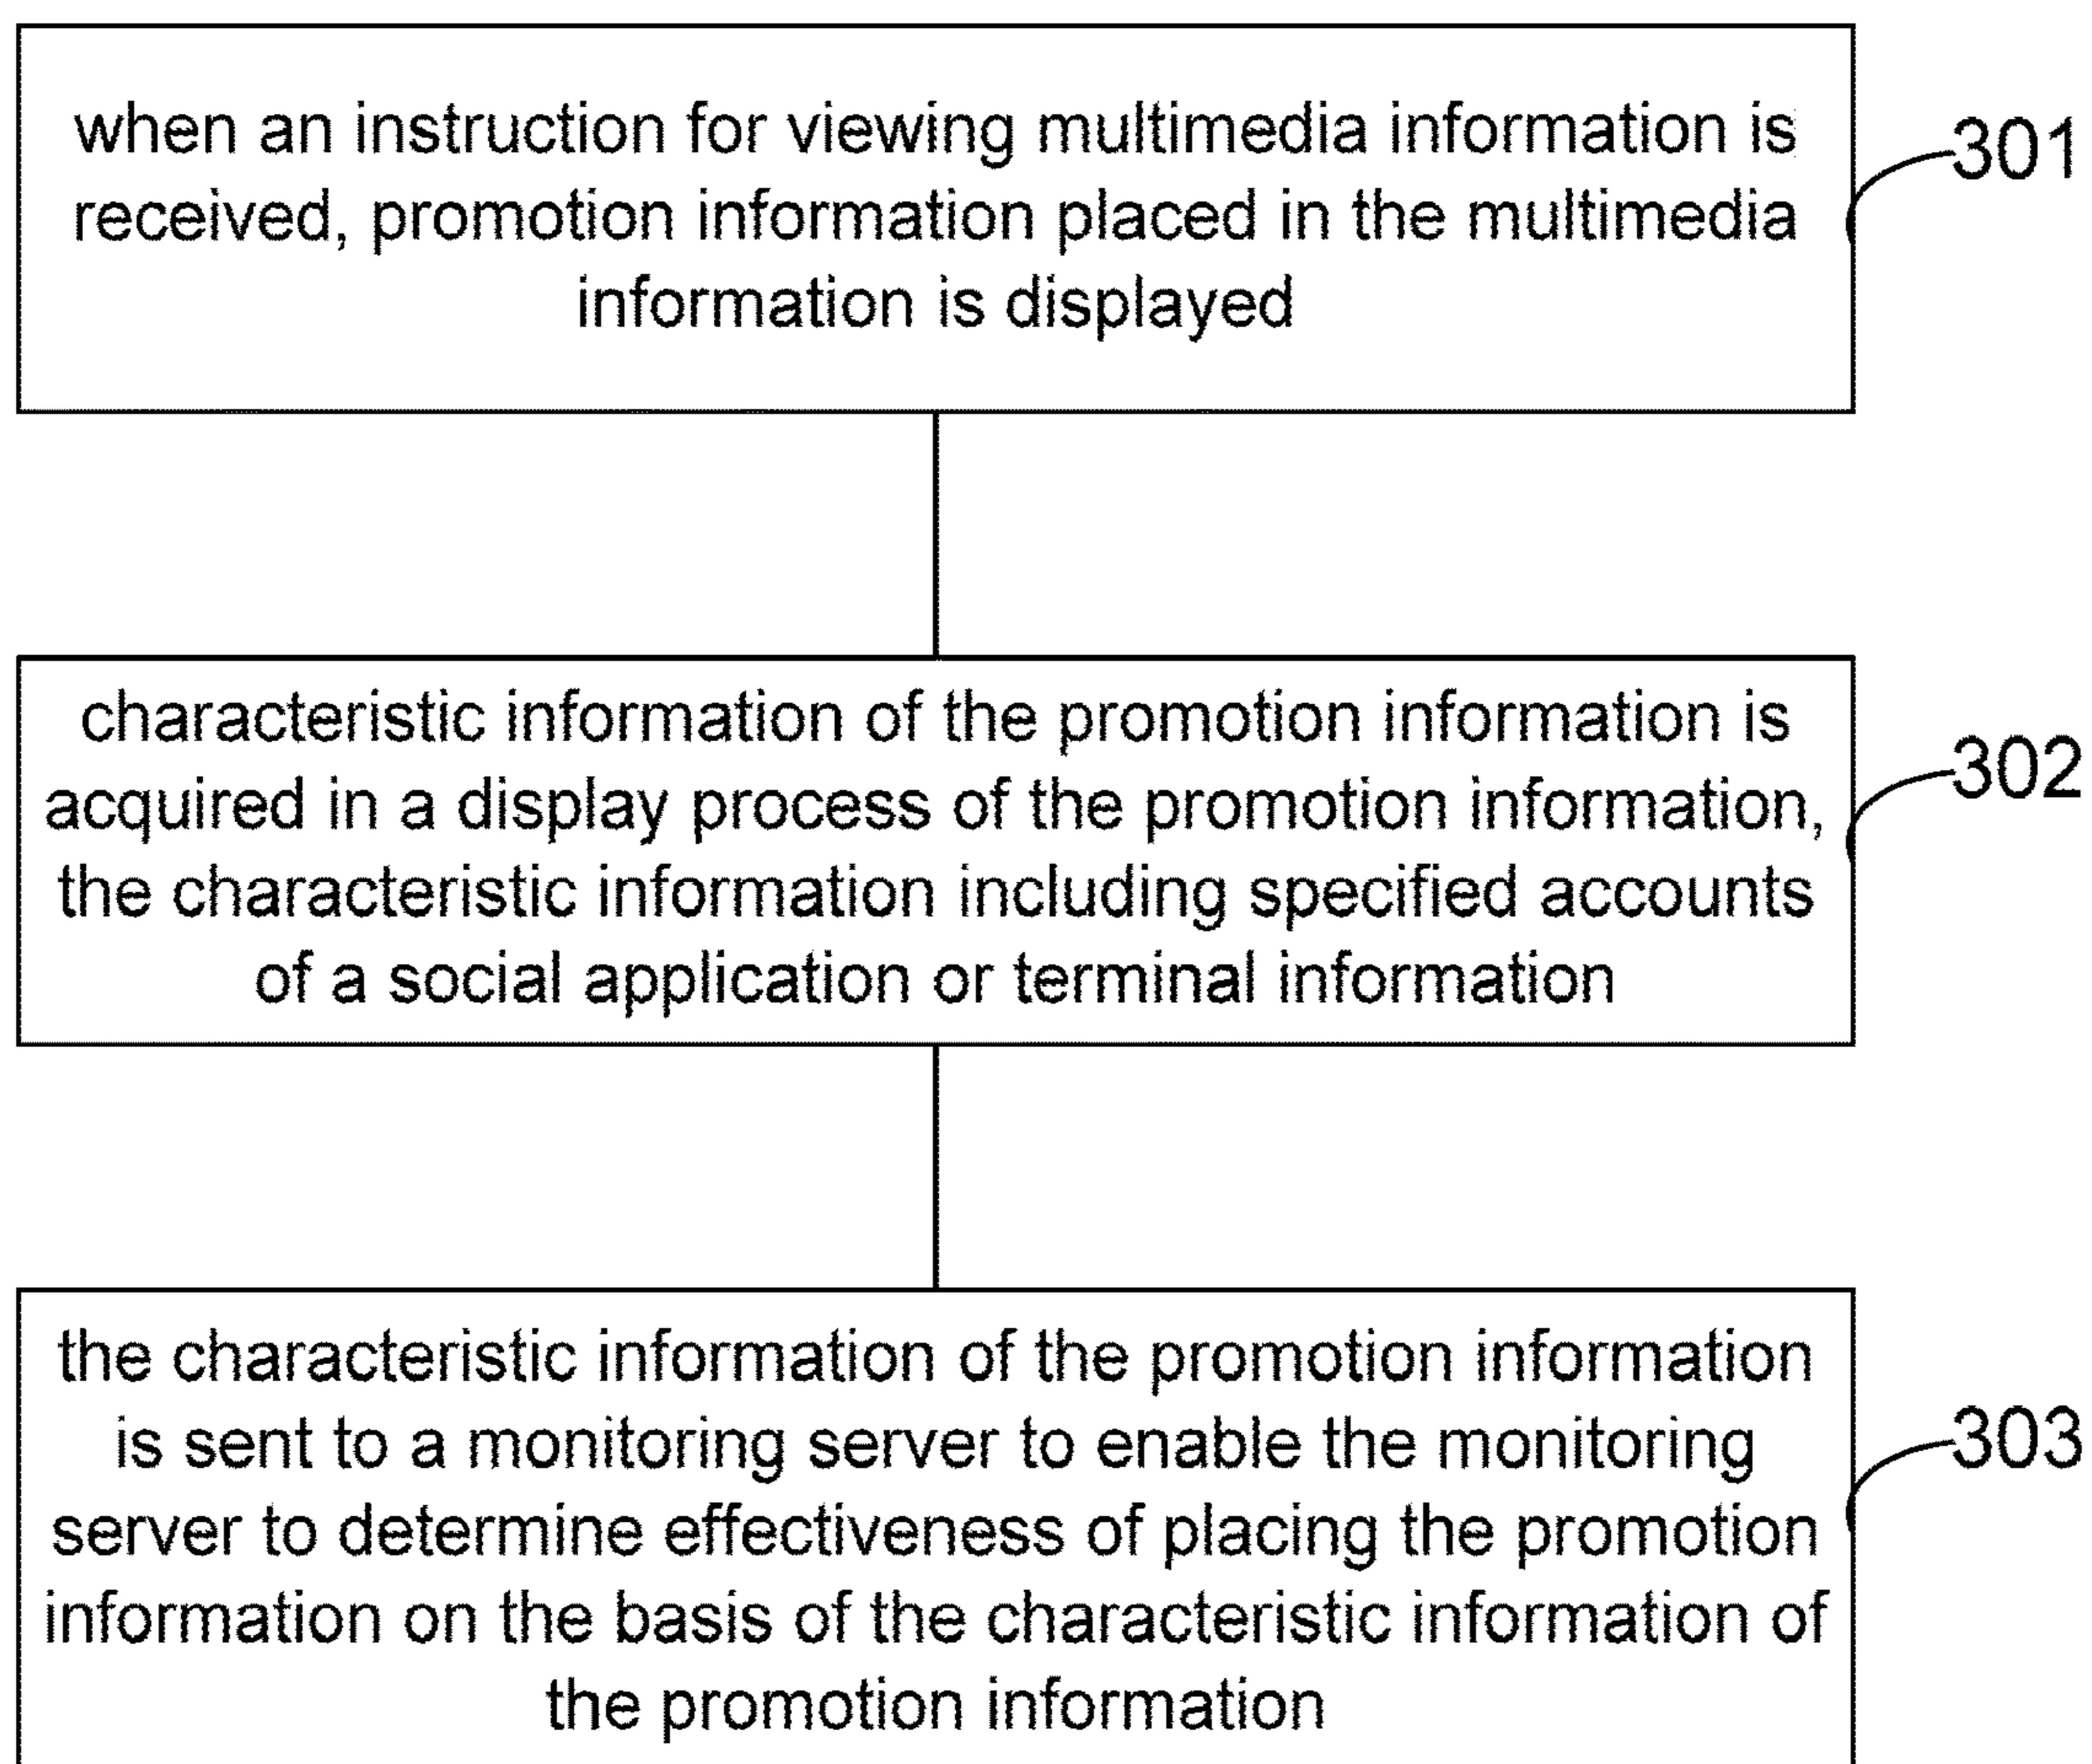 when an instruction for viewing multimedia information is
received, promotion information placed in the multimedia
information is displayed
301
characteristic information of the promotion information is
acquired in a display process of the promotion information,
the characteristic information including specified accounts
of a social application or terminal information
302
the characteristic information of the promotion information
is sent to a monitoring server to enable the monitoring
server to determine effectiveness of placing the promotion
information on the basis of the characteristic information of
the promotion information
303